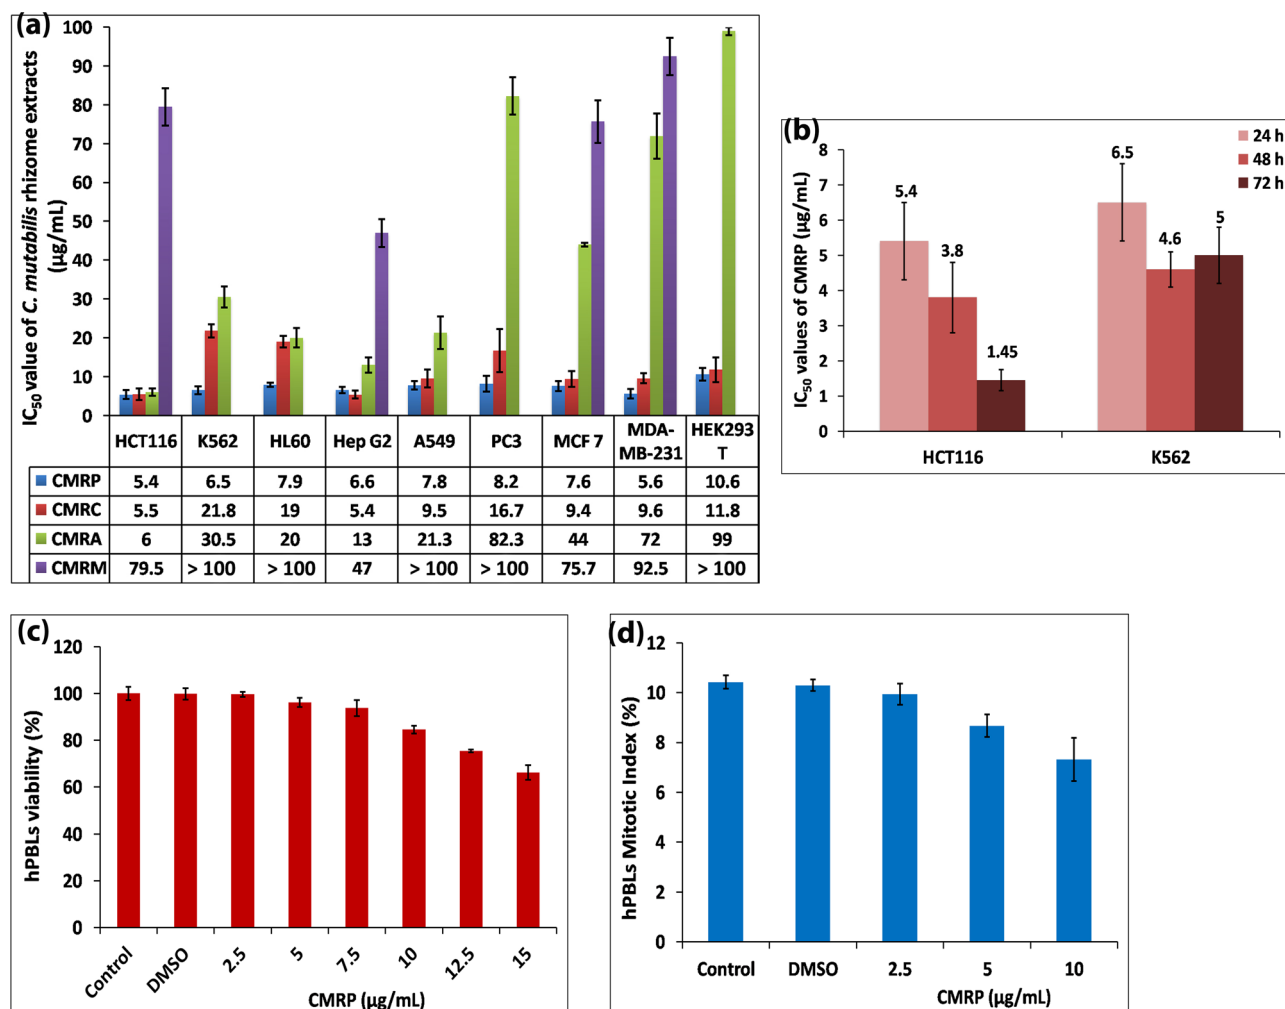 (a)
IC50 value of C. mutabilis rhizome extracts
(µg/mL)
100
90
80
70
60
50
40
30
20
10
0
HCT116 K562 HL60 Hep G2 A549 PC3 MCF 7 MDA-MB-231 HEK293 T
CMRP 5.4 6.5 7.9 6.6 7.8 8.2 7.6 5.6 10.6
CMRC 5.5 21.8 19 5.4 9.5 16.7 9.4 9.6 11.8
CMRA 6 30.5 20 13 21.3 82.3 44 72 99
CMRM 79.5 > 100 > 100 47 > 100 > 100 75.7 92.5 > 100
(b)
IC50 values of CMRP (µg/mL)
8
7
6
5
4
3
2
1
0
24 h
48 h
72 h
5.4 3.8 1.45 6.5 4.6 5
HCT116 K562
(c)
hPBLs viability (%)
120
100
80
60
40
20
0
Control DMSO 2.5 5 7.5 10 12.5 15
CMRP (µg/mL)
(d)
hPBLs Mitotic Index (%)
12
10
8
6
4
2
0
Control DMSO 2.5 5 10
CMRP (µg/mL)